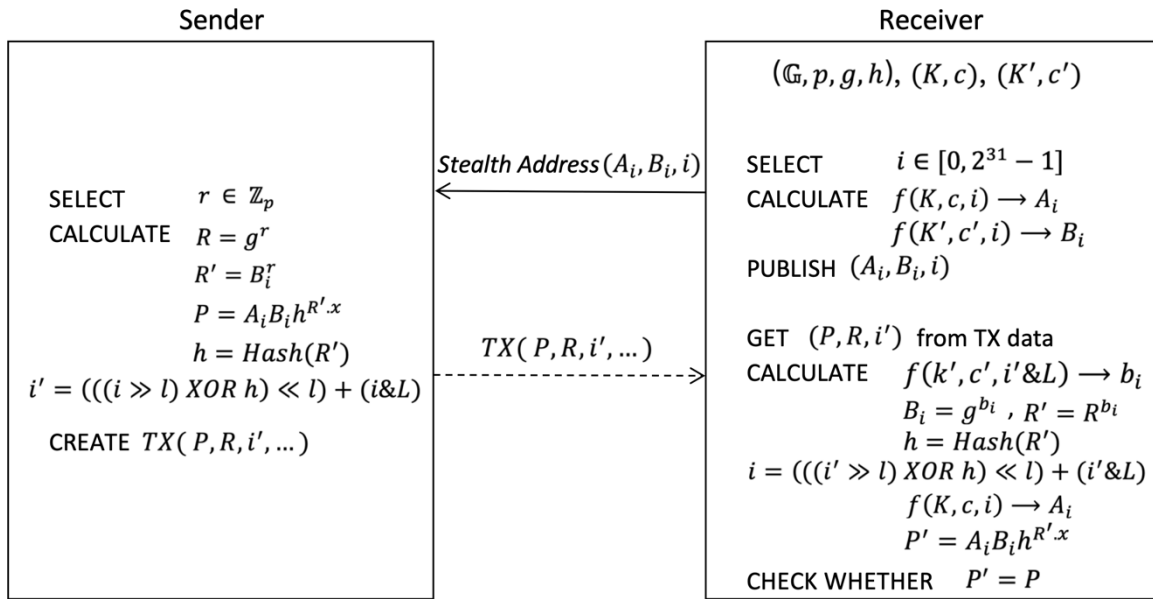 Sender
SELECT r ∈ ℤ_p
CALCULATE R = g^r
R' = B_i^r
P = A_i B_i h^{R'.x}
h = Hash(R')
i' = (((i ≫ l) XOR h) ≪ l) + (i&L)
CREATE TX( P, R, i', … )
Stealth Address (A_i, B_i, i)
TX( P, R, i', … )
Receiver
(𝔾, p, g, h), (K, c), (K', c')
SELECT i ∈ [0, 2^{31} − 1]
CALCULATE f(K, c, i) → A_i
f(K', c', i) → B_i
PUBLISH (A_i, B_i, i)
GET (P, R, i') from TX data
CALCULATE f(k', c', i'&L) → b_i
B_i = g^{b_i} , R' = R^{b_i}
h = Hash(R')
i = (((i' ≫ l) XOR h) ≪ l) + (i'&L)
f(K, c, i) → A_i
P' = A_i B_i h^{R'.x}
CHECK WHETHER P' = P